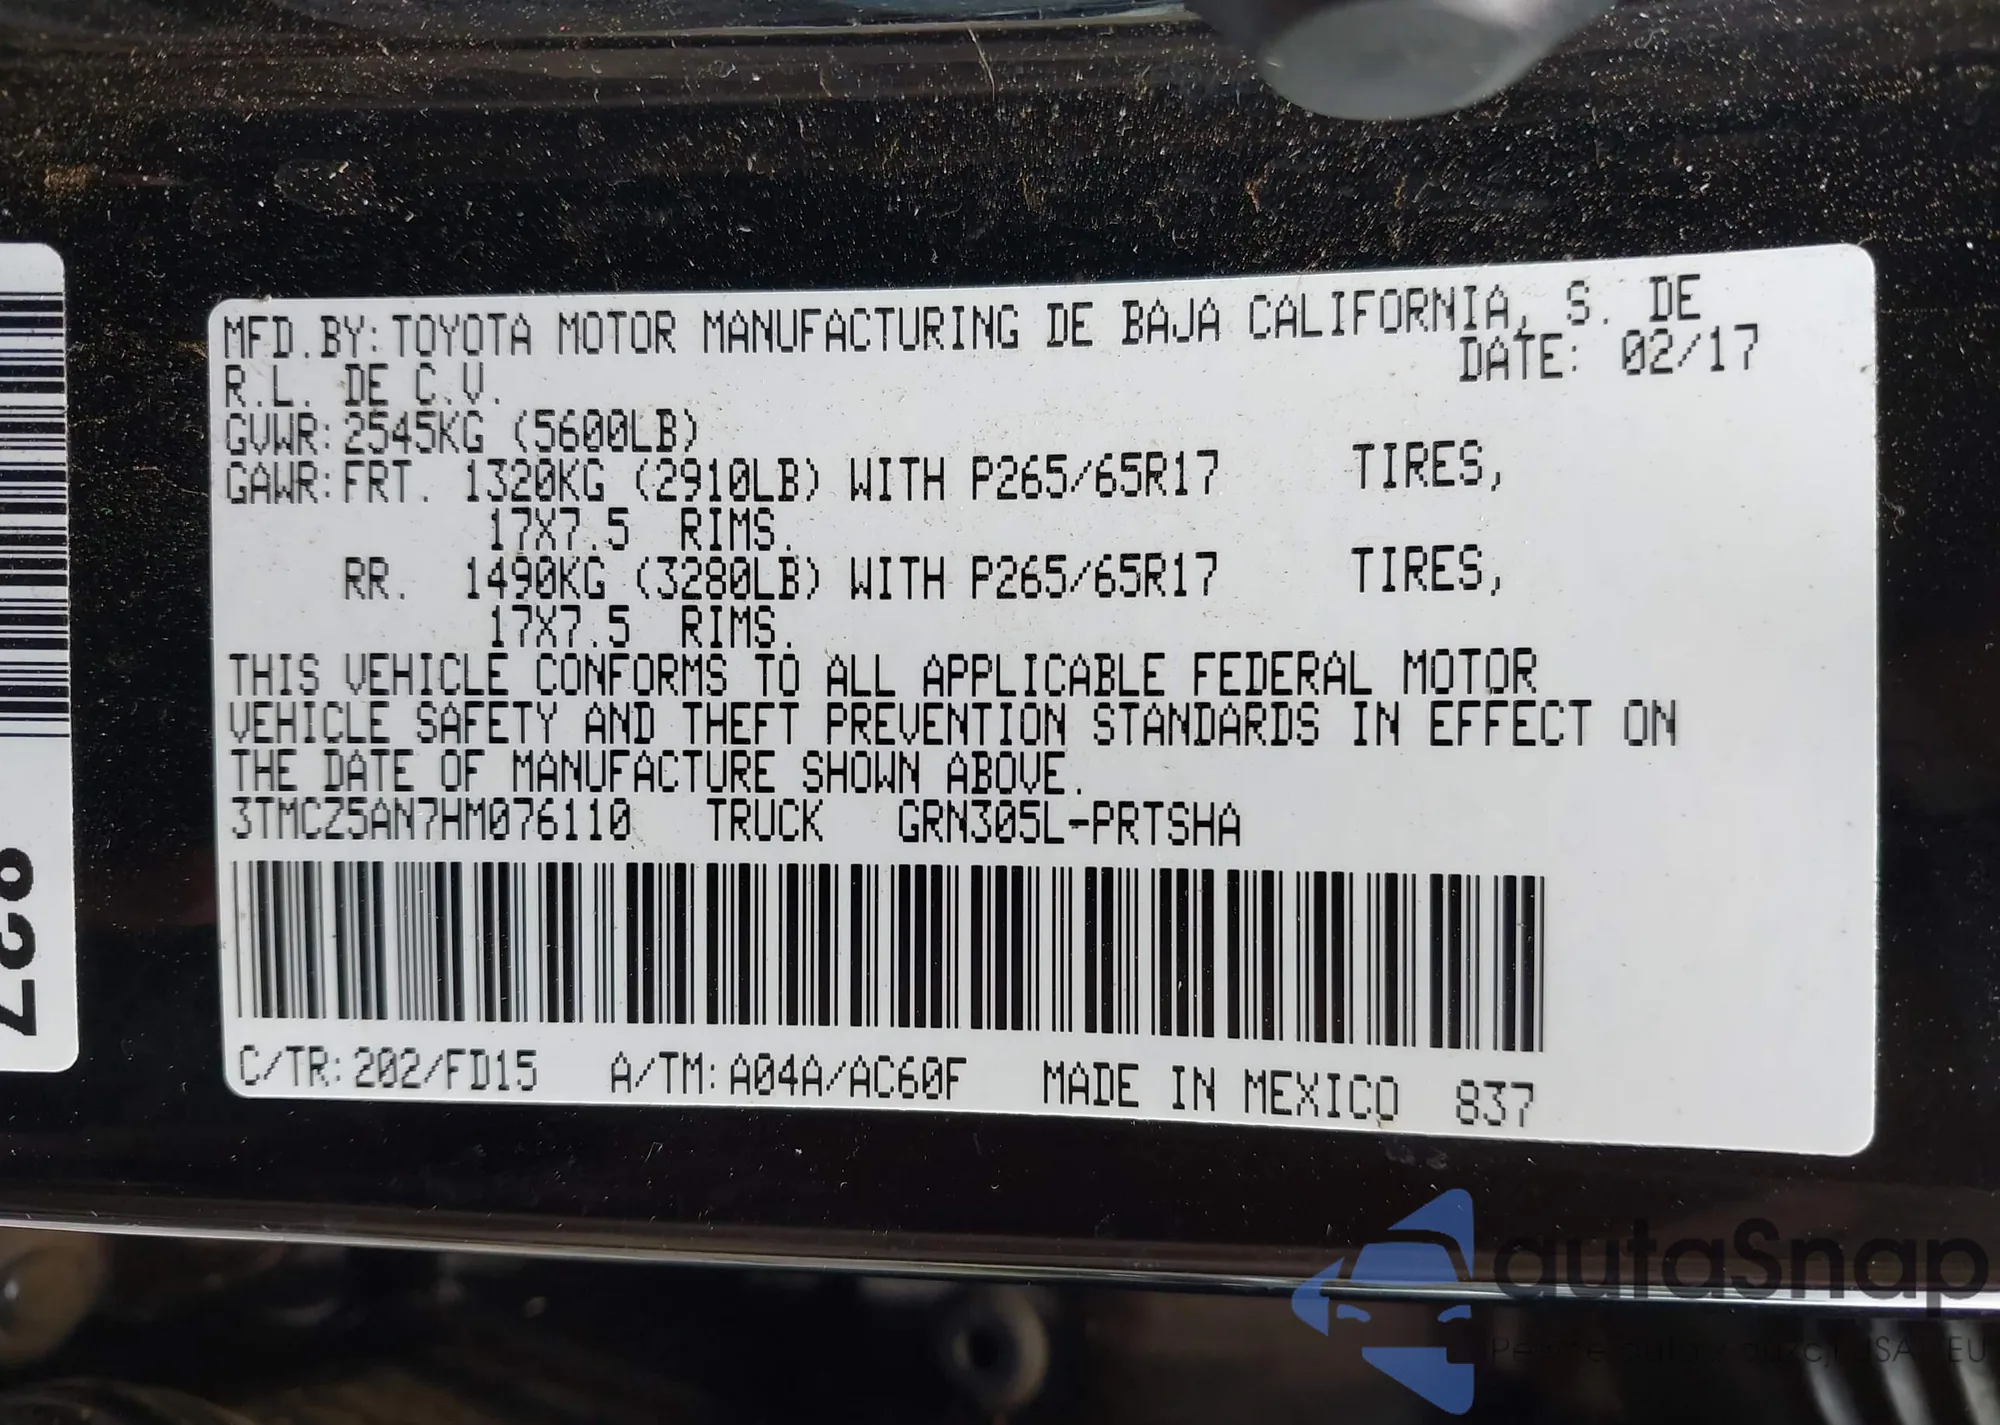 MFD.BY:TOYOTA MOTOR MANUFACTURING DE BAJA CALIFORNIA, S. DE
R.L. DE C.V.
DATE: 02/17
GVWR:2545KG (5600LB)
GAWR:FRT. 1320KG (2910LB) WITH P265/65R17 TIRES,
17X7.5 RIMS.
RR. 1490KG (3280LB) WITH P265/65R17 TIRES,
17X7.5 RIMS.
THIS VEHICLE CONFORMS TO ALL APPLICABLE FEDERAL MOTOR
VEHICLE SAFETY AND THEFT PREVENTION STANDARDS IN EFFECT ON
THE DATE OF MANUFACTURE SHOWN ABOVE.
3TMCZ5AN7HM076110 TRUCK GRN305L-PRTSHA
C/TR:202/FD15 A/TM:A04A/AC60F MADE IN MEXICO 837
autaSnap